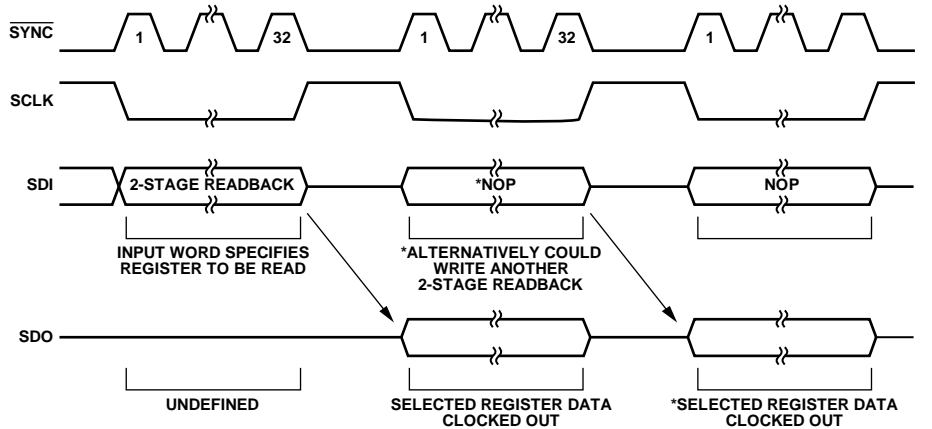 SYNC
1 32 1 32 1
SCLK
SDI
2-STAGE READBACK
*NOP
NOP
INPUT WORD SPECIFIES
REGISTER TO BE READ
*ALTERNATIVELY COULD
WRITE ANOTHER
2-STAGE READBACK
SDO
UNDEFINED
SELECTED REGISTER DATA
CLOCKED OUT
*SELECTED REGISTER DATA
CLOCKED OUT